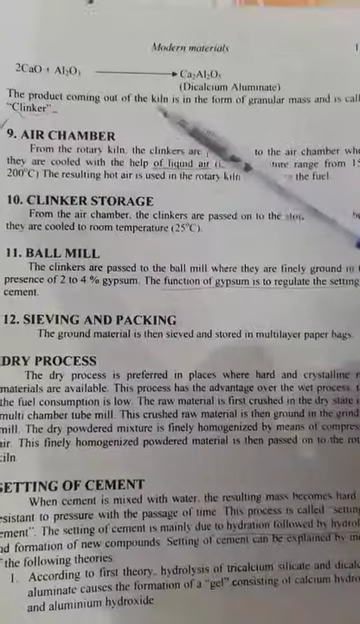 Modern materials
2CaO + Al₂O₃ ⟶ Ca₂Al₂O₅
(Dicalcium Aluminate)
The product coming out of the kiln is in the form of granular mass and is
"Clinker".
9. AIR CHAMBER
From the rotary kiln, the clinkers are to the air chamber
they are cooled with the help of liquid air range from
200°C) The resulting hot air is used in the rotary kiln the fuel
10. CLINKER STORAGE
From the air chamber, the clinkers are passed on to the
they are cooled to room temperature (25°C).
11. BALL MILL
The clinkers are passed to the ball mill where they are finely ground in
presence of 2 to 4 % gypsum. The function of gypsum is to regulate the setting
cement.
12. SIEVING AND PACKING
The ground material is then sieved and stored in multilayer paper bags.
DRY PROCESS
The dry process is preferred in places where hard and crystalline
materials are available. This process has the advantage over the wet process
the fuel consumption is low. The raw material is first crushed in the dry state
multi chamber tube mill. This crushed raw material is then ground in the
mill. The dry powdered mixture is finely homogenized by means of
air. This finely homogenized powdered material is then passed on to the
kiln
SETTING OF CEMENT
When cement is mixed with water, the resulting mass becomes hard
resistant to pressure with the passage of time. This process is called "setting
cement". The setting of cement is mainly due to hydration followed by
and formation of new compounds. Setting of cement can be explained by
the following theories
1. According to first theory, hydrolysis of tricalcium silicate and
aluminate causes the formation of a "gel" consisting of calcium
and aluminium hydroxide